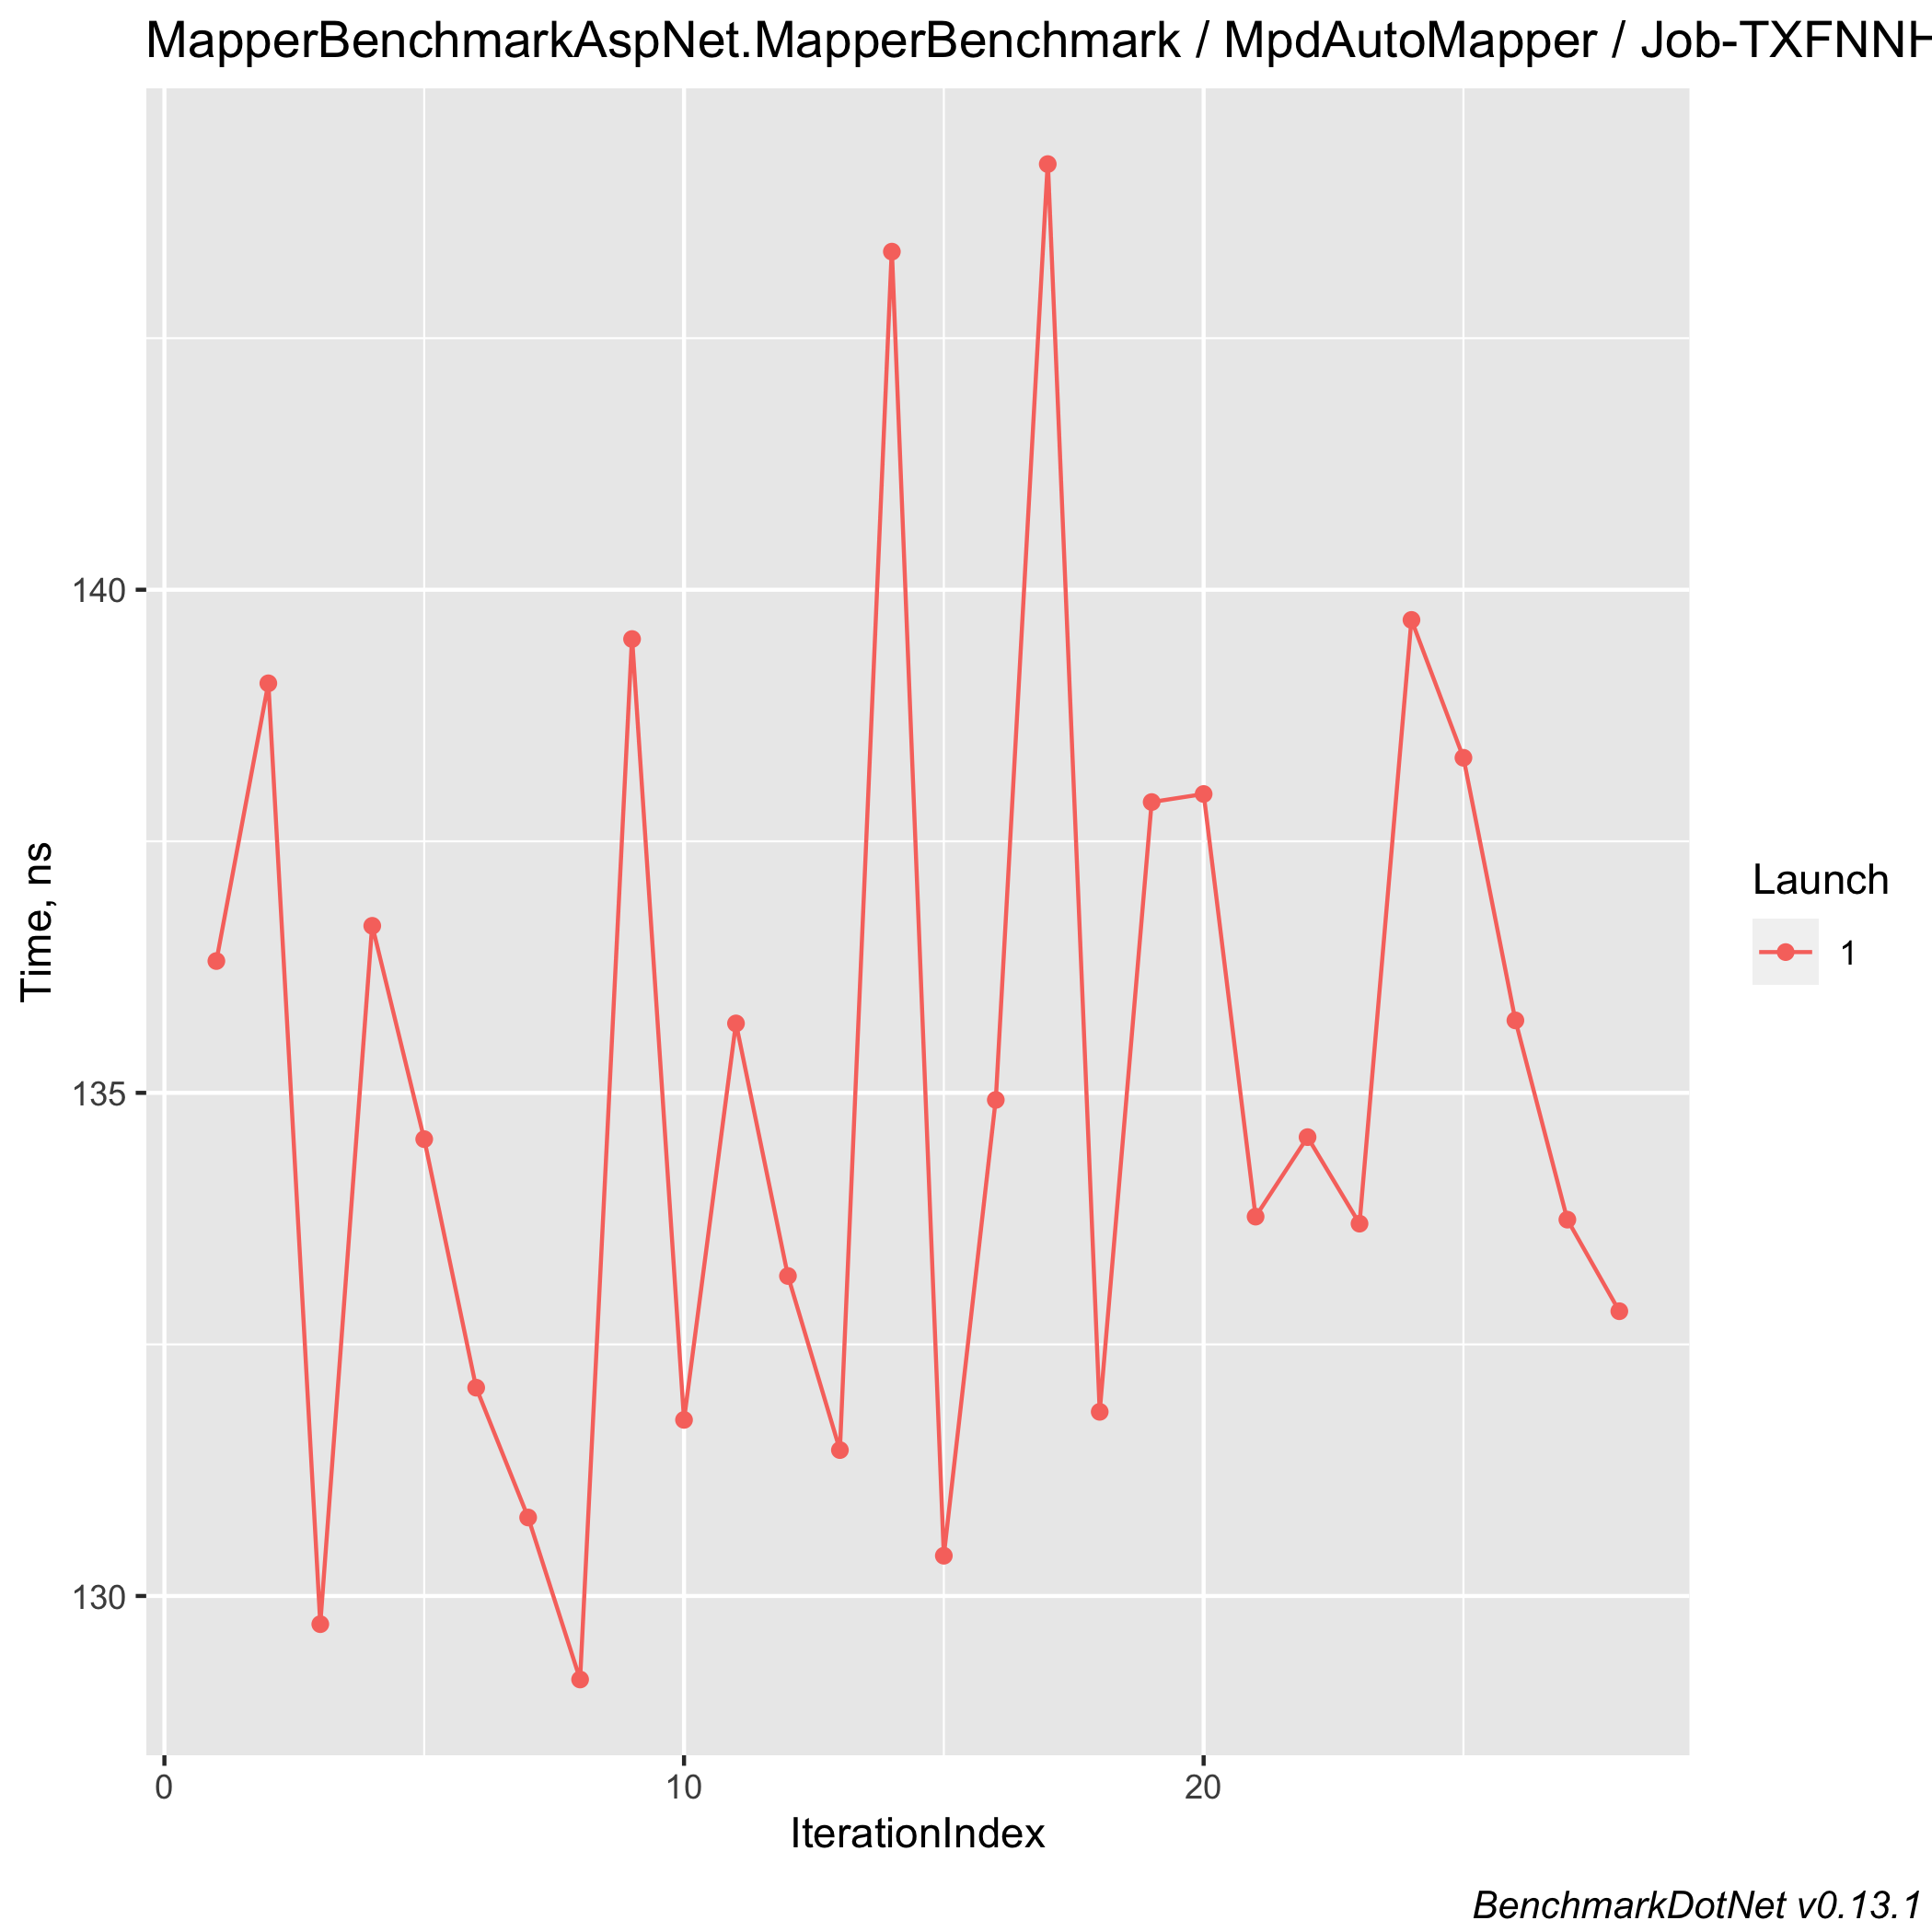 MapperBenchmarkAspNet.MapperBenchmark / MpdAutoMapper / Job-TXFNNH
140
135
130
Time, ns
0 10 20
IterationIndex
Launch
1
BenchmarkDotNet v0.13.1